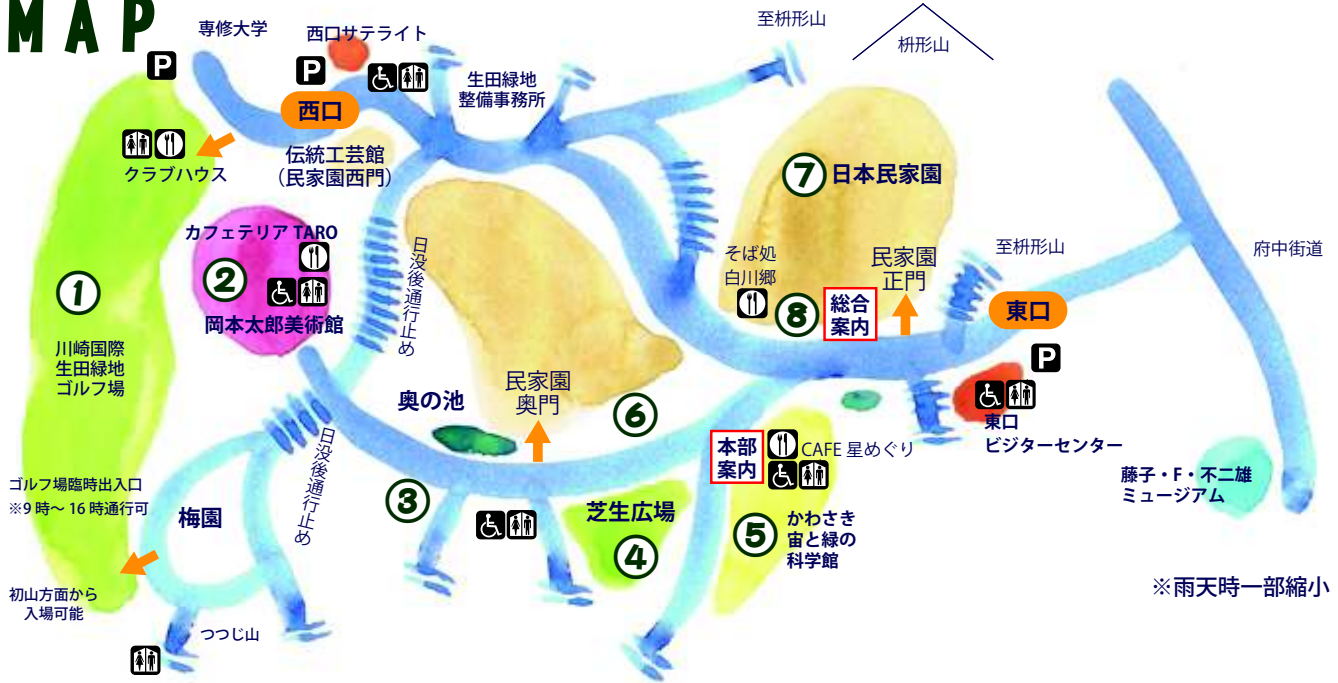 MAP
専修大学
西口サテライト
至枡形山
枡形山
P
P
西口
生田緑地
整備事務所
クラブハウス
伝統工芸館
（民家園西門）
⑦ 日本民家園
カフェテリア TARO
②
岡本太郎美術館
日没後通行止め
そば処
白川郷
民家園
正門
至枡形山
府中街道
①
川崎国際
生田緑地
ゴルフ場
⑧
総合
案内
東口
P
奥の池
民家園
奥門
⑥
本部
案内
CAFE 星めぐり
東口
ビジターセンター
日没後通行止め
ゴルフ場臨時出入口
※9 時～ 16 時通行可
梅園
③
芝生広場
④
⑤
かわさき
宙と緑の
科学館
藤子・F・不二雄
ミュージアム
初山方面から
入場可能
つつじ山
※雨天時一部縮小